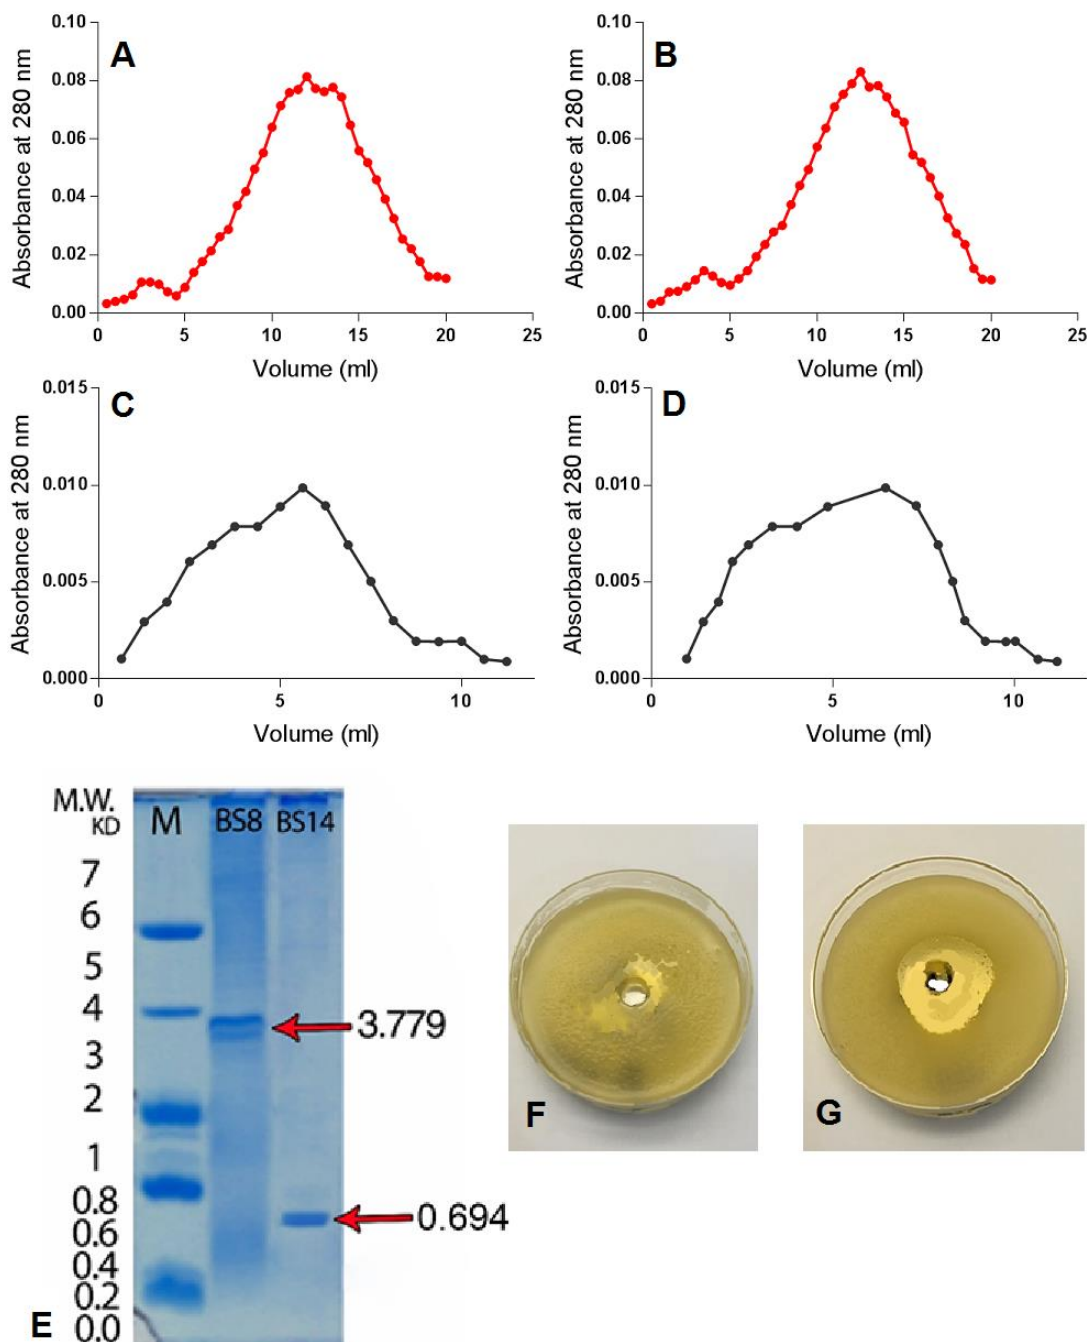 A
Absorbance at 280 nm
0.10
0.08
0.06
0.04
0.02
0.00
0 5 10 15 20 25
Volume (ml)
B
Absorbance at 280 nm
0.10
0.08
0.06
0.04
0.02
0.00
0 5 10 15 20 25
Volume (ml)
C
Absorbance at 280 nm
0.015
0.010
0.005
0.000
0 5 10
Volume (ml)
D
Absorbance at 280 nm
0.015
0.010
0.005
0.000
0 5 10
Volume (ml)
M.W.
KD
M BS8 BS14
7
6
5
4
3
2
1
0.8
0.6
0.4
0.2
0.0
3.779
0.694
E
F
G